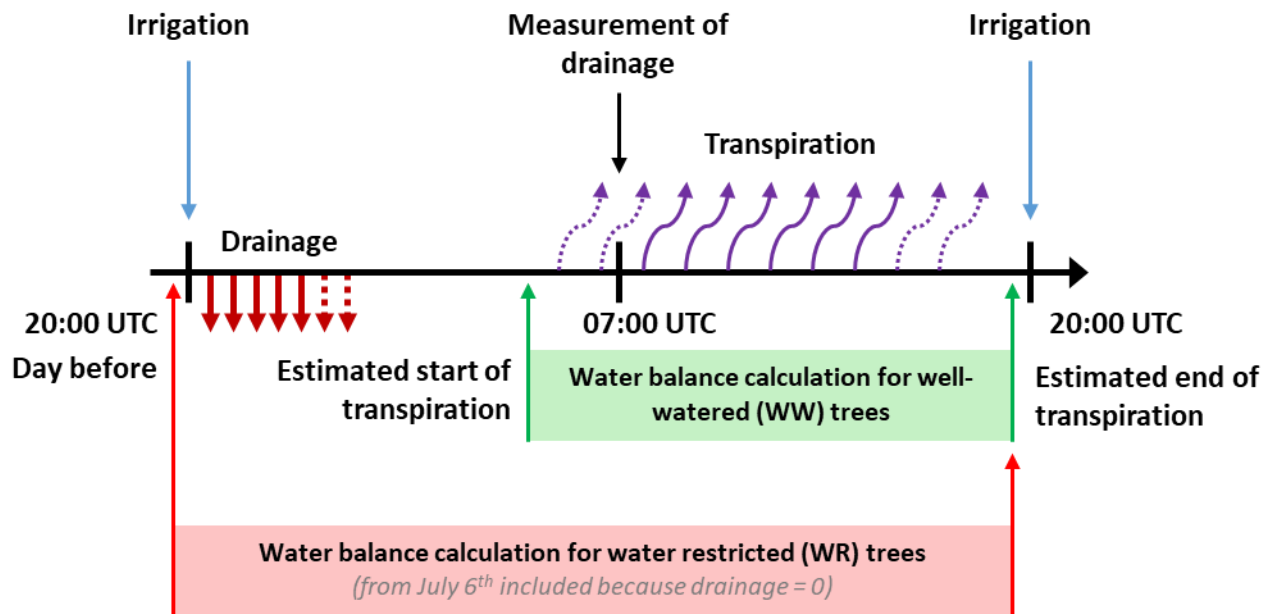 Irrigation
Measurement of
drainage
Irrigation
Transpiration
Drainage
20:00 UTC
Day before
07:00 UTC
20:00 UTC
Estimated start of
transpiration
Water balance calculation for well-
watered (WW) trees
Estimated end of
transpiration
Water balance calculation for water restricted (WR) trees
(from July 6th included because drainage = 0)